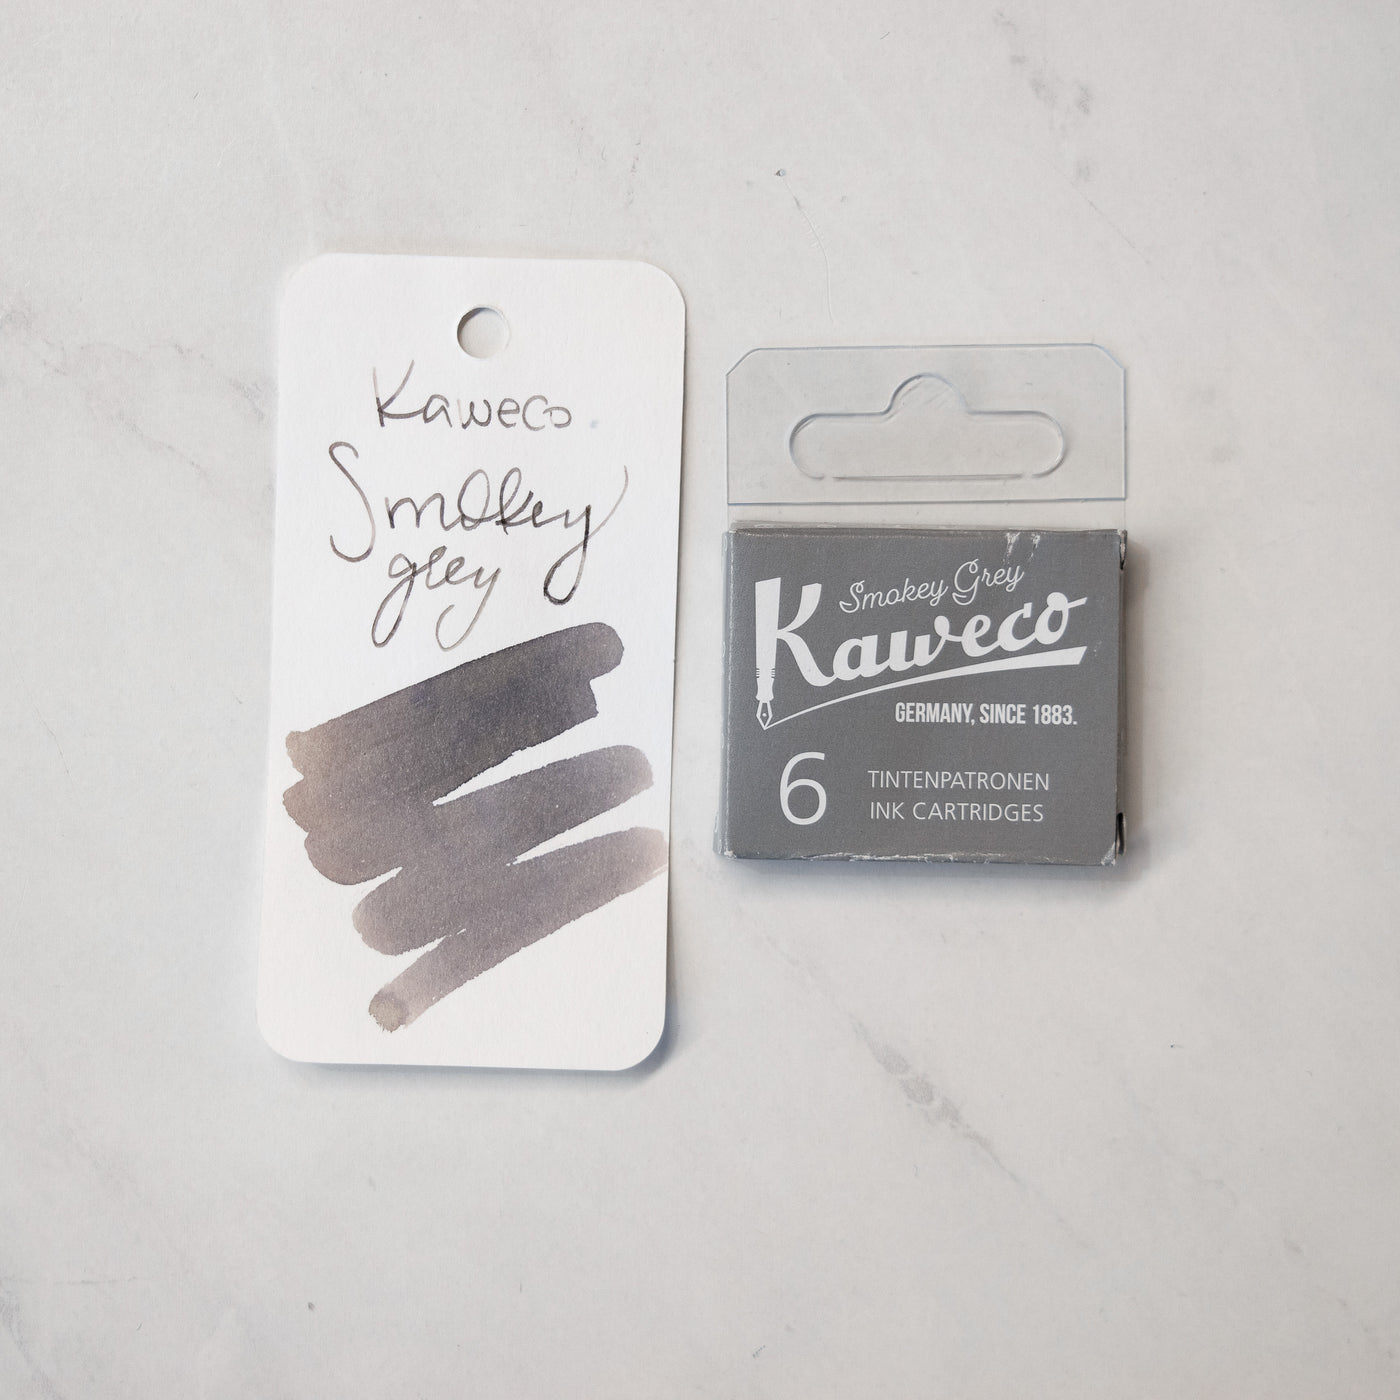 Kaweco
Smokey
grey
Smokey Grey
Kaweco
GERMANY, SINCE 1883.
6
TINTENPATRONEN
INK CARTRIDGES